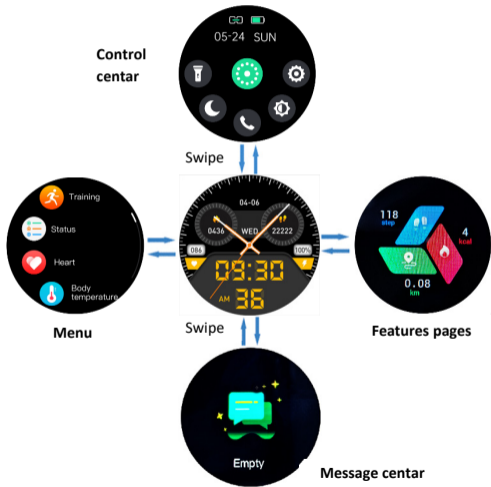 05-24 SUN
Control
centar
Swipe
Training
Status
Heart
Body
temperature
Menu
04-06
0436 WED 22222
086 100%
09:30
AM 36
118
step
4
kcal
0.08
km
Features pages
Swipe
Empty
Message centar